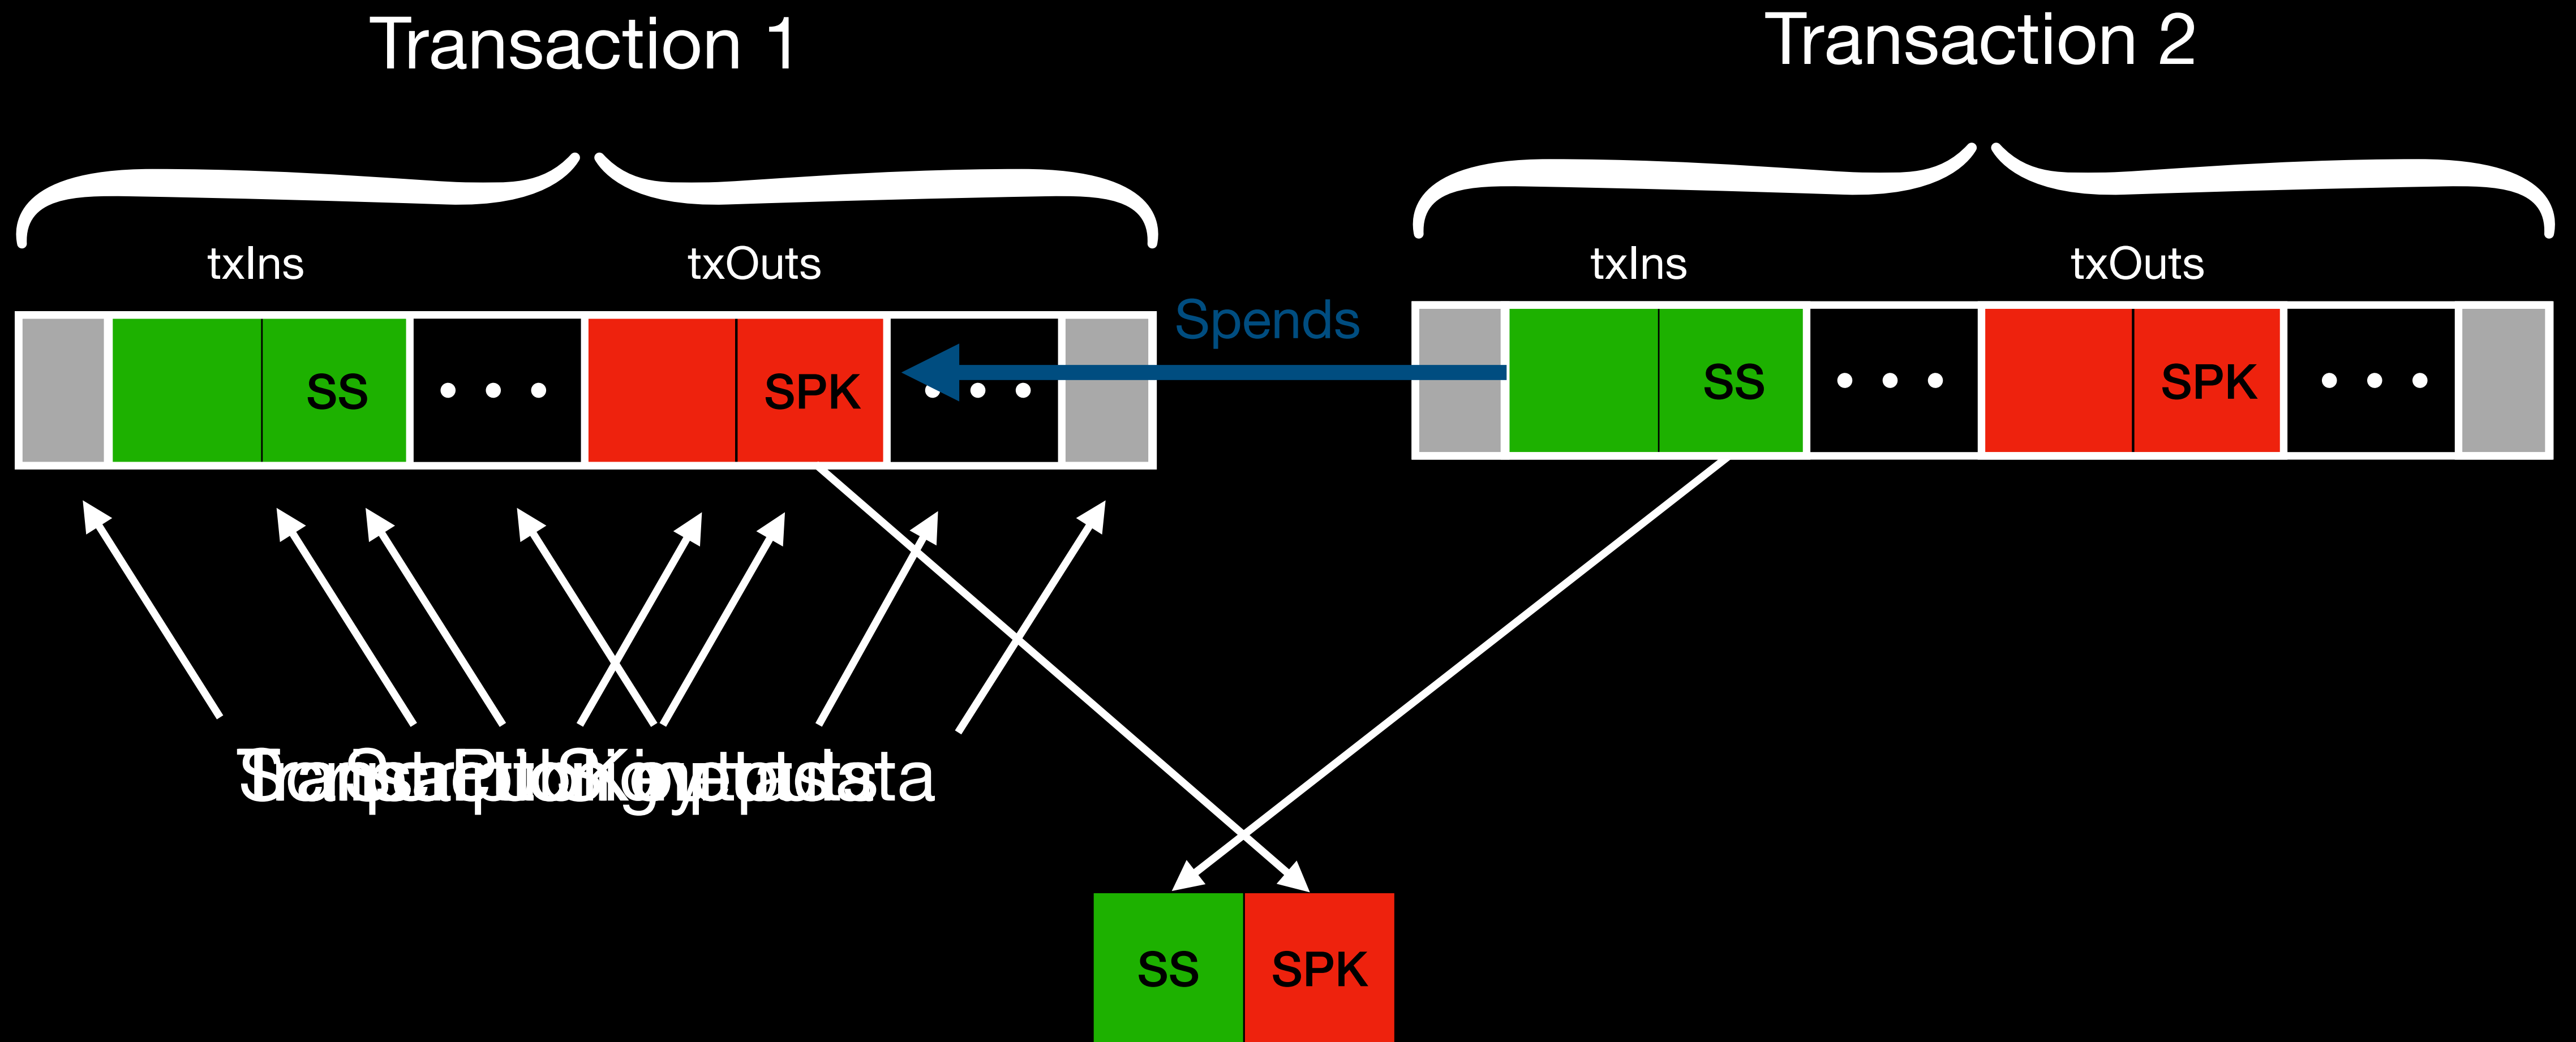 Transaction 1
Transaction 2
txIns
txOuts
txIns
txOuts
Spends
SS
SPK
SS
SPK
SS
SPK